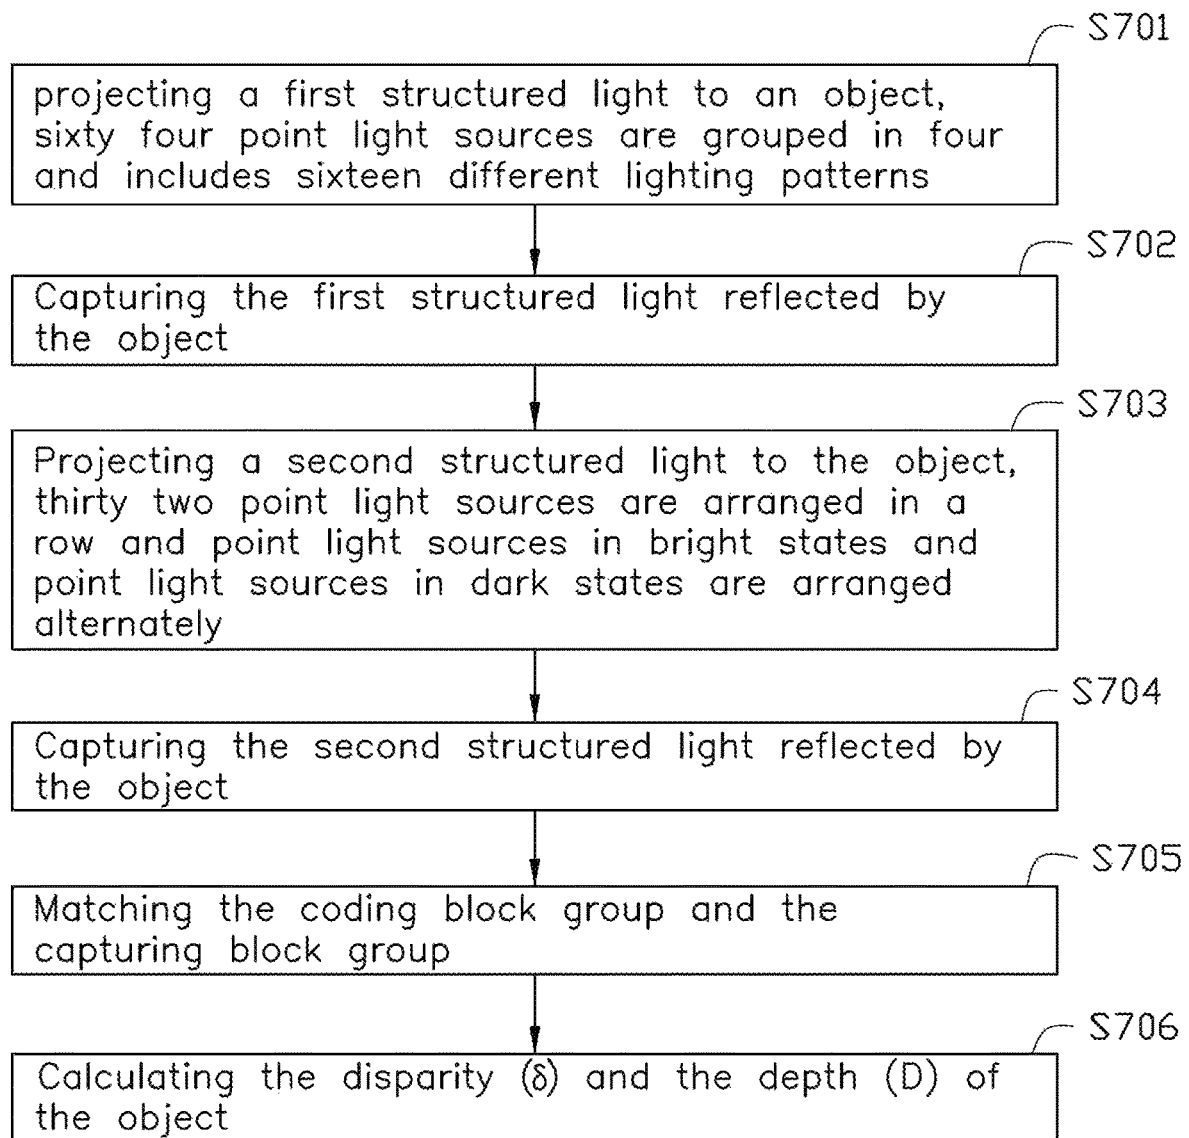 S701
projecting a first structured light to an object,
sixty four point light sources are grouped in four
and includes sixteen different lighting patterns
S702
Capturing the first structured light reflected by
the object
S703
Projecting a second structured light to the object,
thirty two point light sources are arranged in a
row and point light sources in bright states and
point light sources in dark states are arranged
alternately
S704
Capturing the second structured light reflected by
the object
S705
Matching the coding block group and the
capturing block group
S706
Calculating the disparity (δ) and the depth (D) of
the object